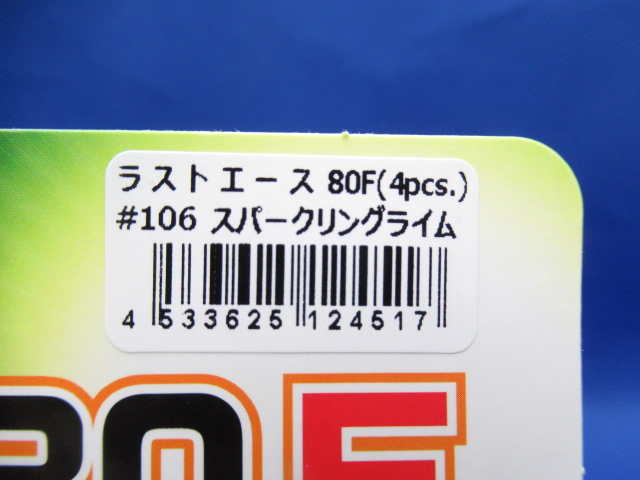 ラストエース 80F(4pcs.)
#106 スパークリングライム
4 533625 124517